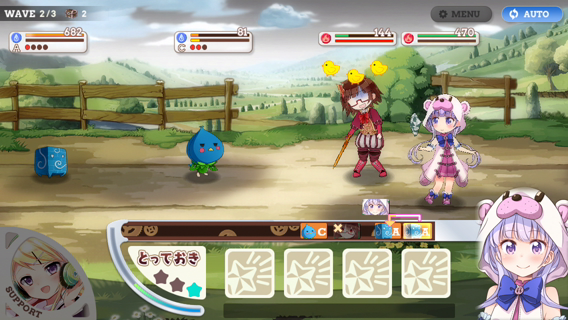 WAVE 2/3 2
MENU
AUTO
682
A
81
C
144
470
C
A
A
とっておき
SUPPORT